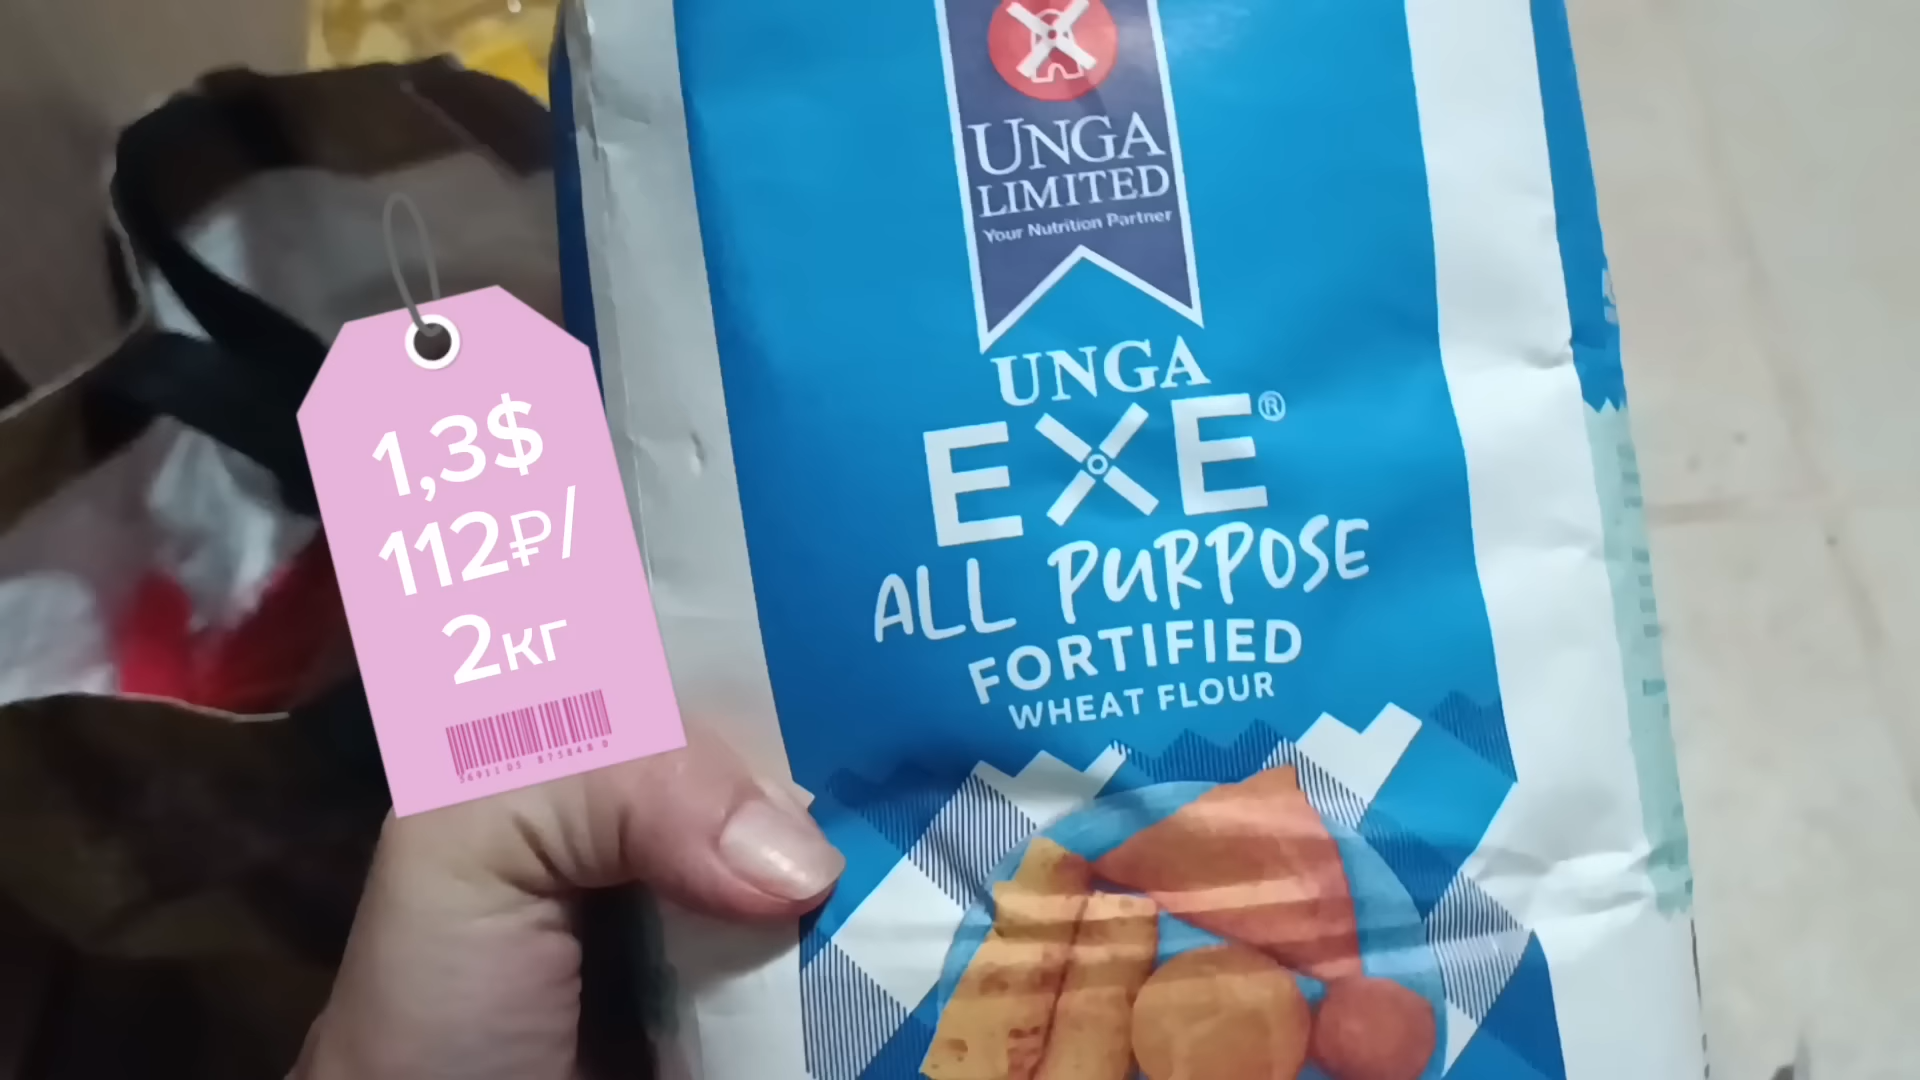 UNGA
LIMITED
Your Nutrition Partner
UNGA
EXE®
ALL PURPOSE
FORTIFIED
WHEAT FLOUR
1,3$
112₽/
2кг